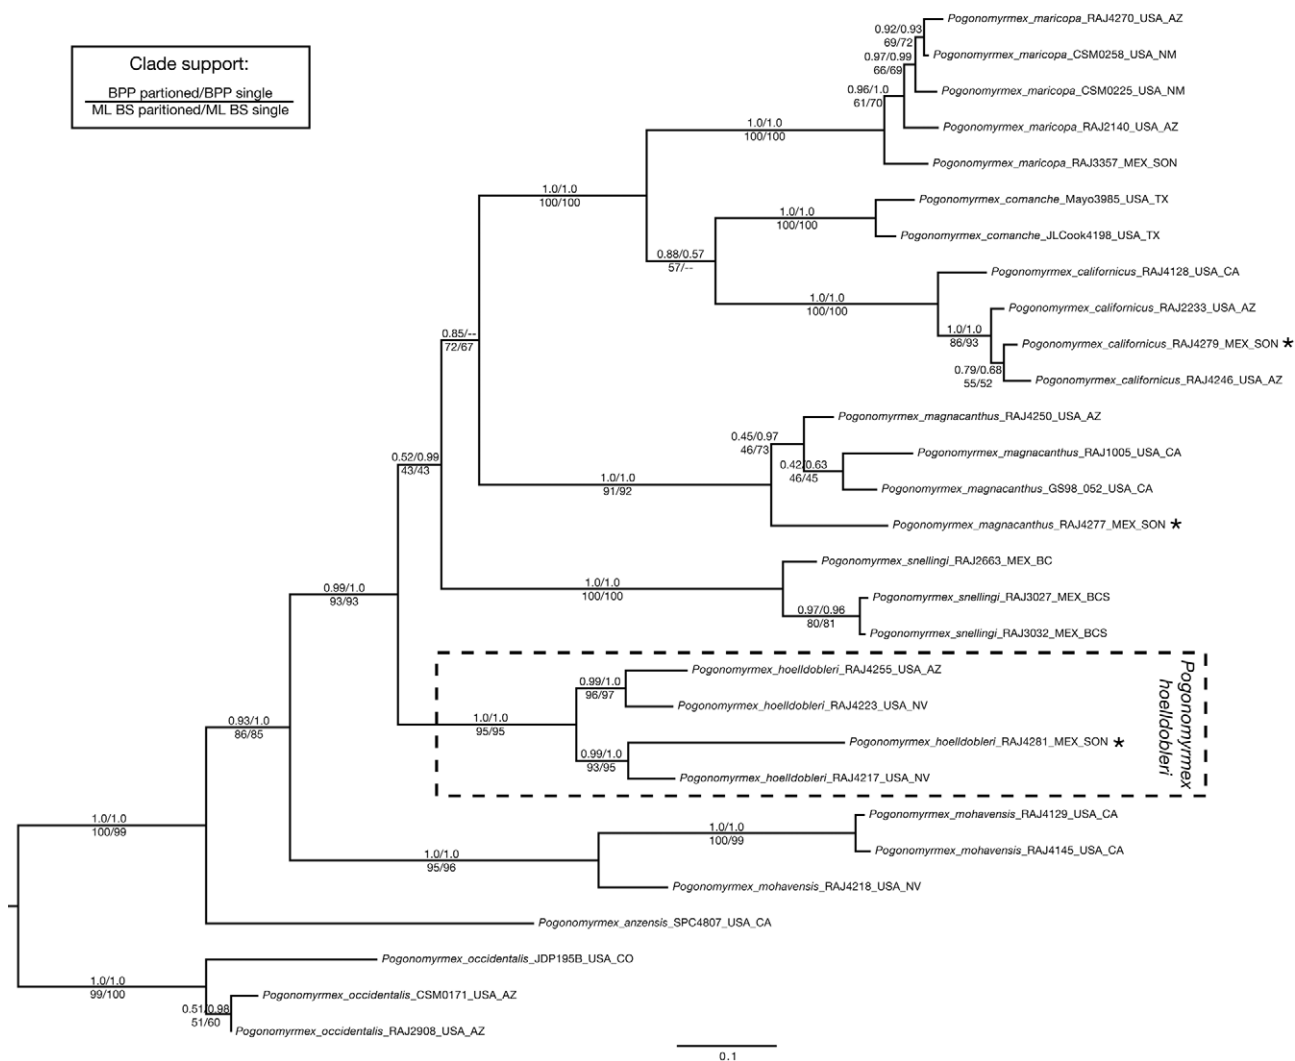 Clade support:
BPP partioned/BPP single
ML BS paritioned/ML BS single
0.92/0.93
69/72
0.97/0.99
66/69
0.96/1.0
61/70
1.0/1.0
100/100
Pogonomyrmex_maricopa_RAJ4270_USA_AZ
Pogonomyrmex_maricopa_CSM0258_USA_NM
Pogonomyrmex_maricopa_CSM0225_USA_NM
Pogonomyrmex_maricopa_RAJ2140_USA_AZ
Pogonomyrmex_maricopa_RAJ3357_MEX_SON
1.0/1.0
100/100
Pogonomyrmex_comanche_Mayo3985_USA_TX
1.0/1.0
100/100
Pogonomyrmex_comanche_JLCook4198_USA_TX
0.88/0.57
57/--
Pogonomyrmex_californicus_RAJ4128_USA_CA
1.0/1.0
100/100
Pogonomyrmex_californicus_RAJ2233_USA_AZ
1.0/1.0
86/93
Pogonomyrmex_californicus_RAJ4279_MEX_SON *
0.79/0.68
55/52
Pogonomyrmex_californicus_RAJ4246_USA_AZ
0.85/--
72/67
Pogonomyrmex_magnacanthus_RAJ4250_USA_AZ
0.45/0.97
46/73
Pogonomyrmex_magnacanthus_RAJ1005_USA_CA
0.42/0.63
46/45
0.52/0.99
43/43
1.0/1.0
91/92
Pogonomyrmex_magnacanthus_GS98_052_USA_CA
Pogonomyrmex_magnacanthus_RAJ4277_MEX_SON *
Pogonomyrmex_snellingi_RAJ2663_MEX_BC
0.99/1.0
93/93
1.0/1.0
100/100
Pogonomyrmex_snellingi_RAJ3027_MEX_BCS
0.97/0.96
80/81
Pogonomyrmex_snellingi_RAJ3032_MEX_BCS
Pogonomyrmex_hoelldobleri_RAJ4255_USA_AZ
0.99/1.0
96/97
Pogonomyrmex_hoelldobleri_RAJ4223_USA_NV
1.0/1.0
95/95
Pogonomyrmex_hoelldobleri_RAJ4281_MEX_SON *
0.99/1.0
93/95
Pogonomyrmex_hoelldobleri_RAJ4217_USA_NV
Pogonomyrmex
hoelldobleri
0.93/1.0
86/85
Pogonomyrmex_mohavensis_RAJ4129_USA_CA
1.0/1.0
100/99
Pogonomyrmex_mohavensis_RAJ4145_USA_CA
1.0/1.0
100/99
1.0/1.0
95/96
Pogonomyrmex_mohavensis_RAJ4218_USA_NV
Pogonomyrmex_anzensis_SPC4807_USA_CA
Pogonomyrmex_occidentalis_JDP195B_USA_CO
1.0/1.0
99/100
Pogonomyrmex_occidentalis_CSM0171_USA_AZ
0.51/0.98
51/60
Pogonomyrmex_occidentalis_RAJ2908_USA_AZ
0.1